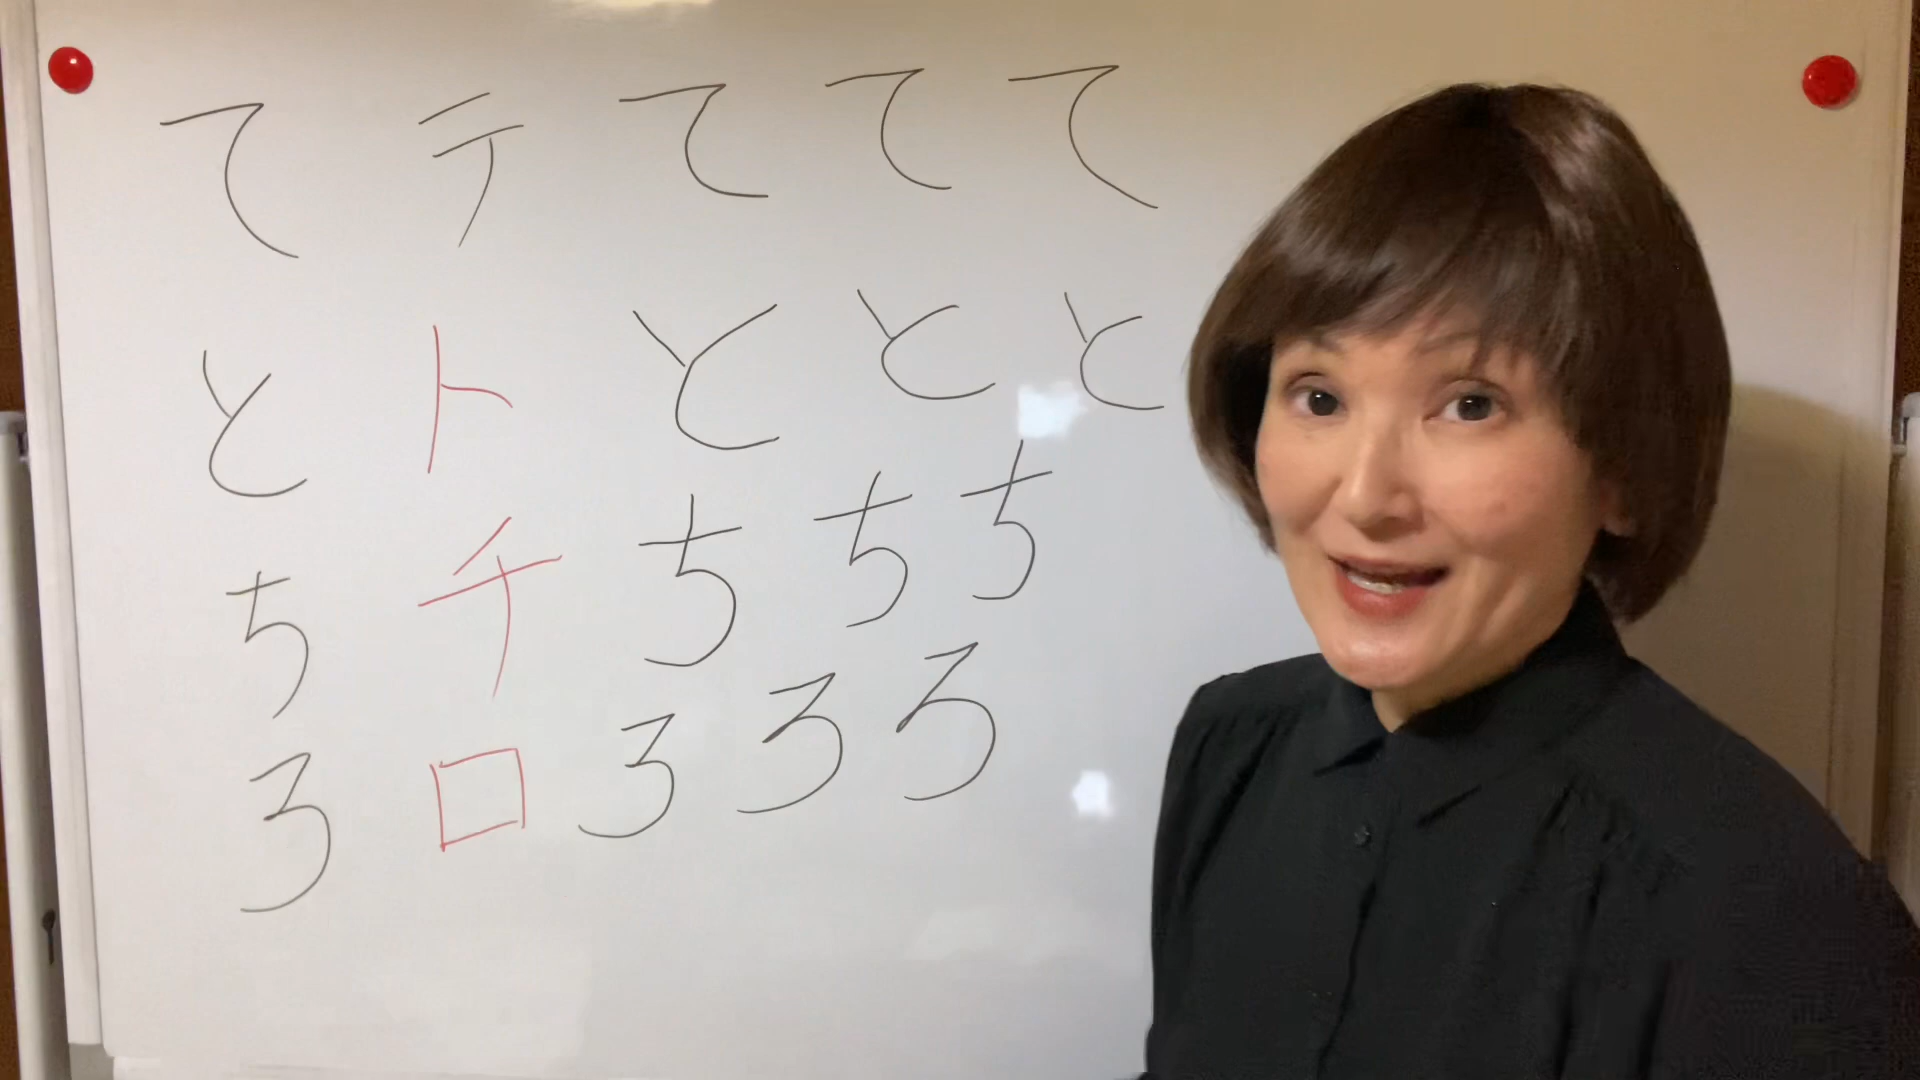 て テ て て て
と ト と と と
ち チ ち ち ち
ろ ロ ろ ろ ろ